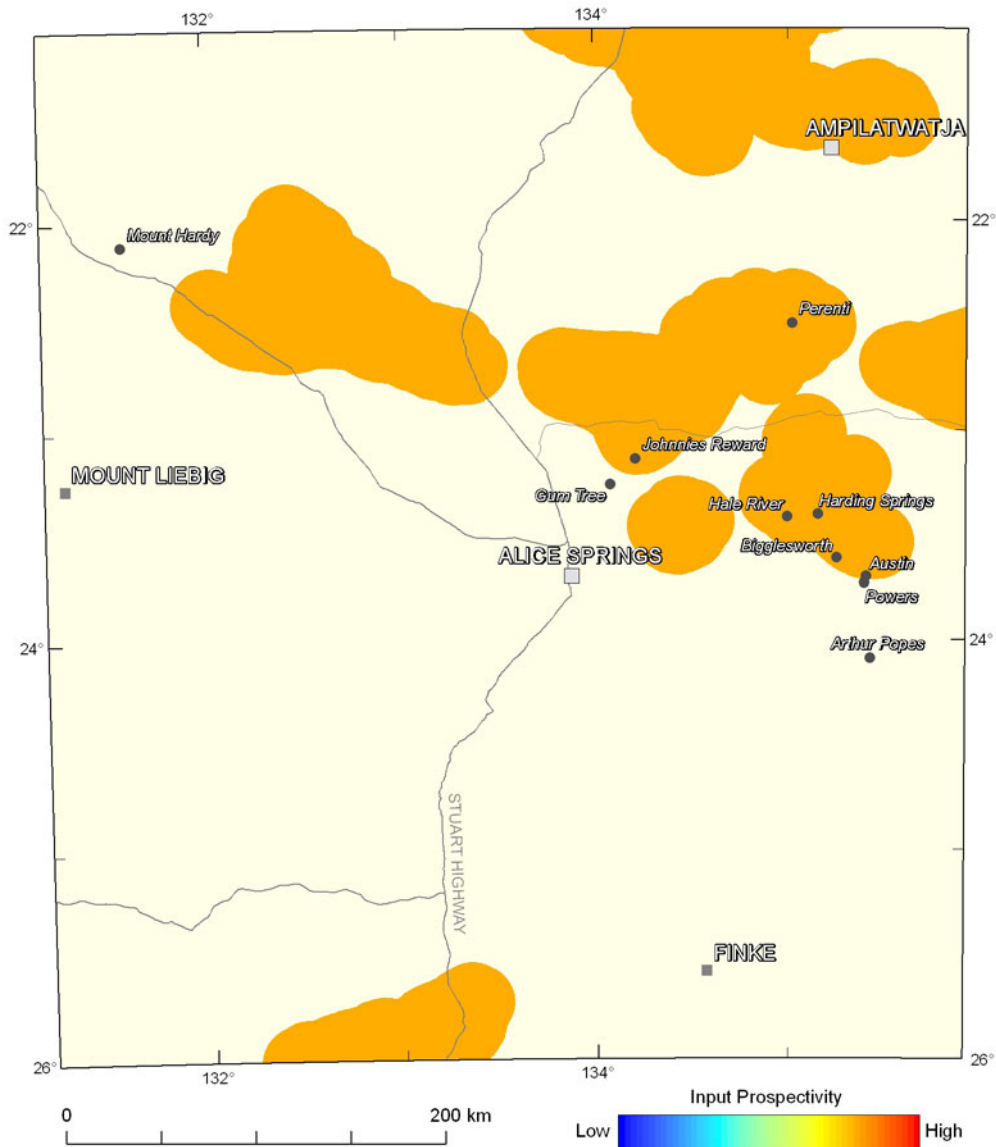 132°
134°
AMPILATWATJA
22°
22°
Mount Hardy
Perenti
Johnnies Reward
MOUNT LIEBIG
Gum Tree
Hale River
Harding Springs
Bigglesworth
ALICE SPRINGS
Austin
Powers
24°
24°
Arthur Popes
STUART HIGHWAY
FINKE
26°
26°
132°
134°
Input Prospectivity
0
200 km
Low
High